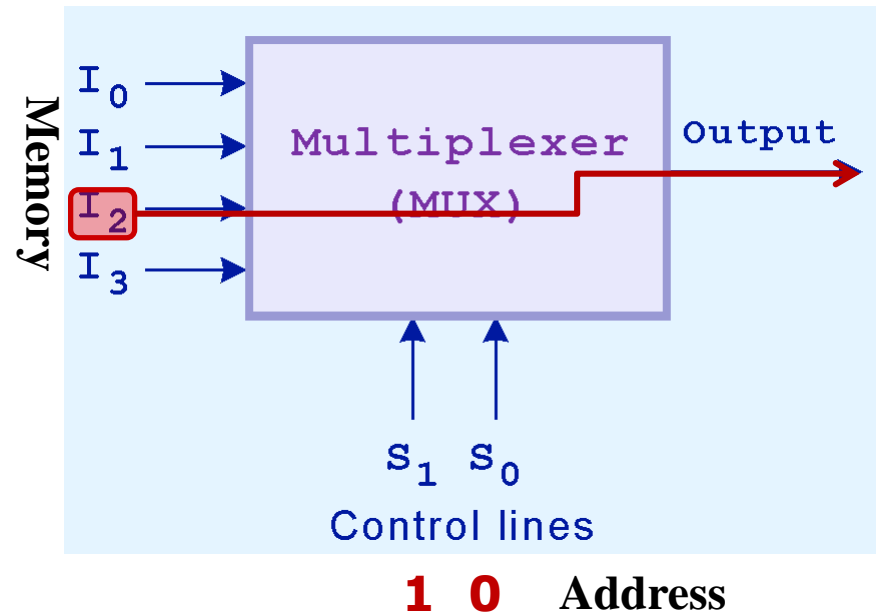 Memory
I0
I1
I2
I3
Multiplexer
(MUX)
Output
S1 S0
Control lines
1 0 Address